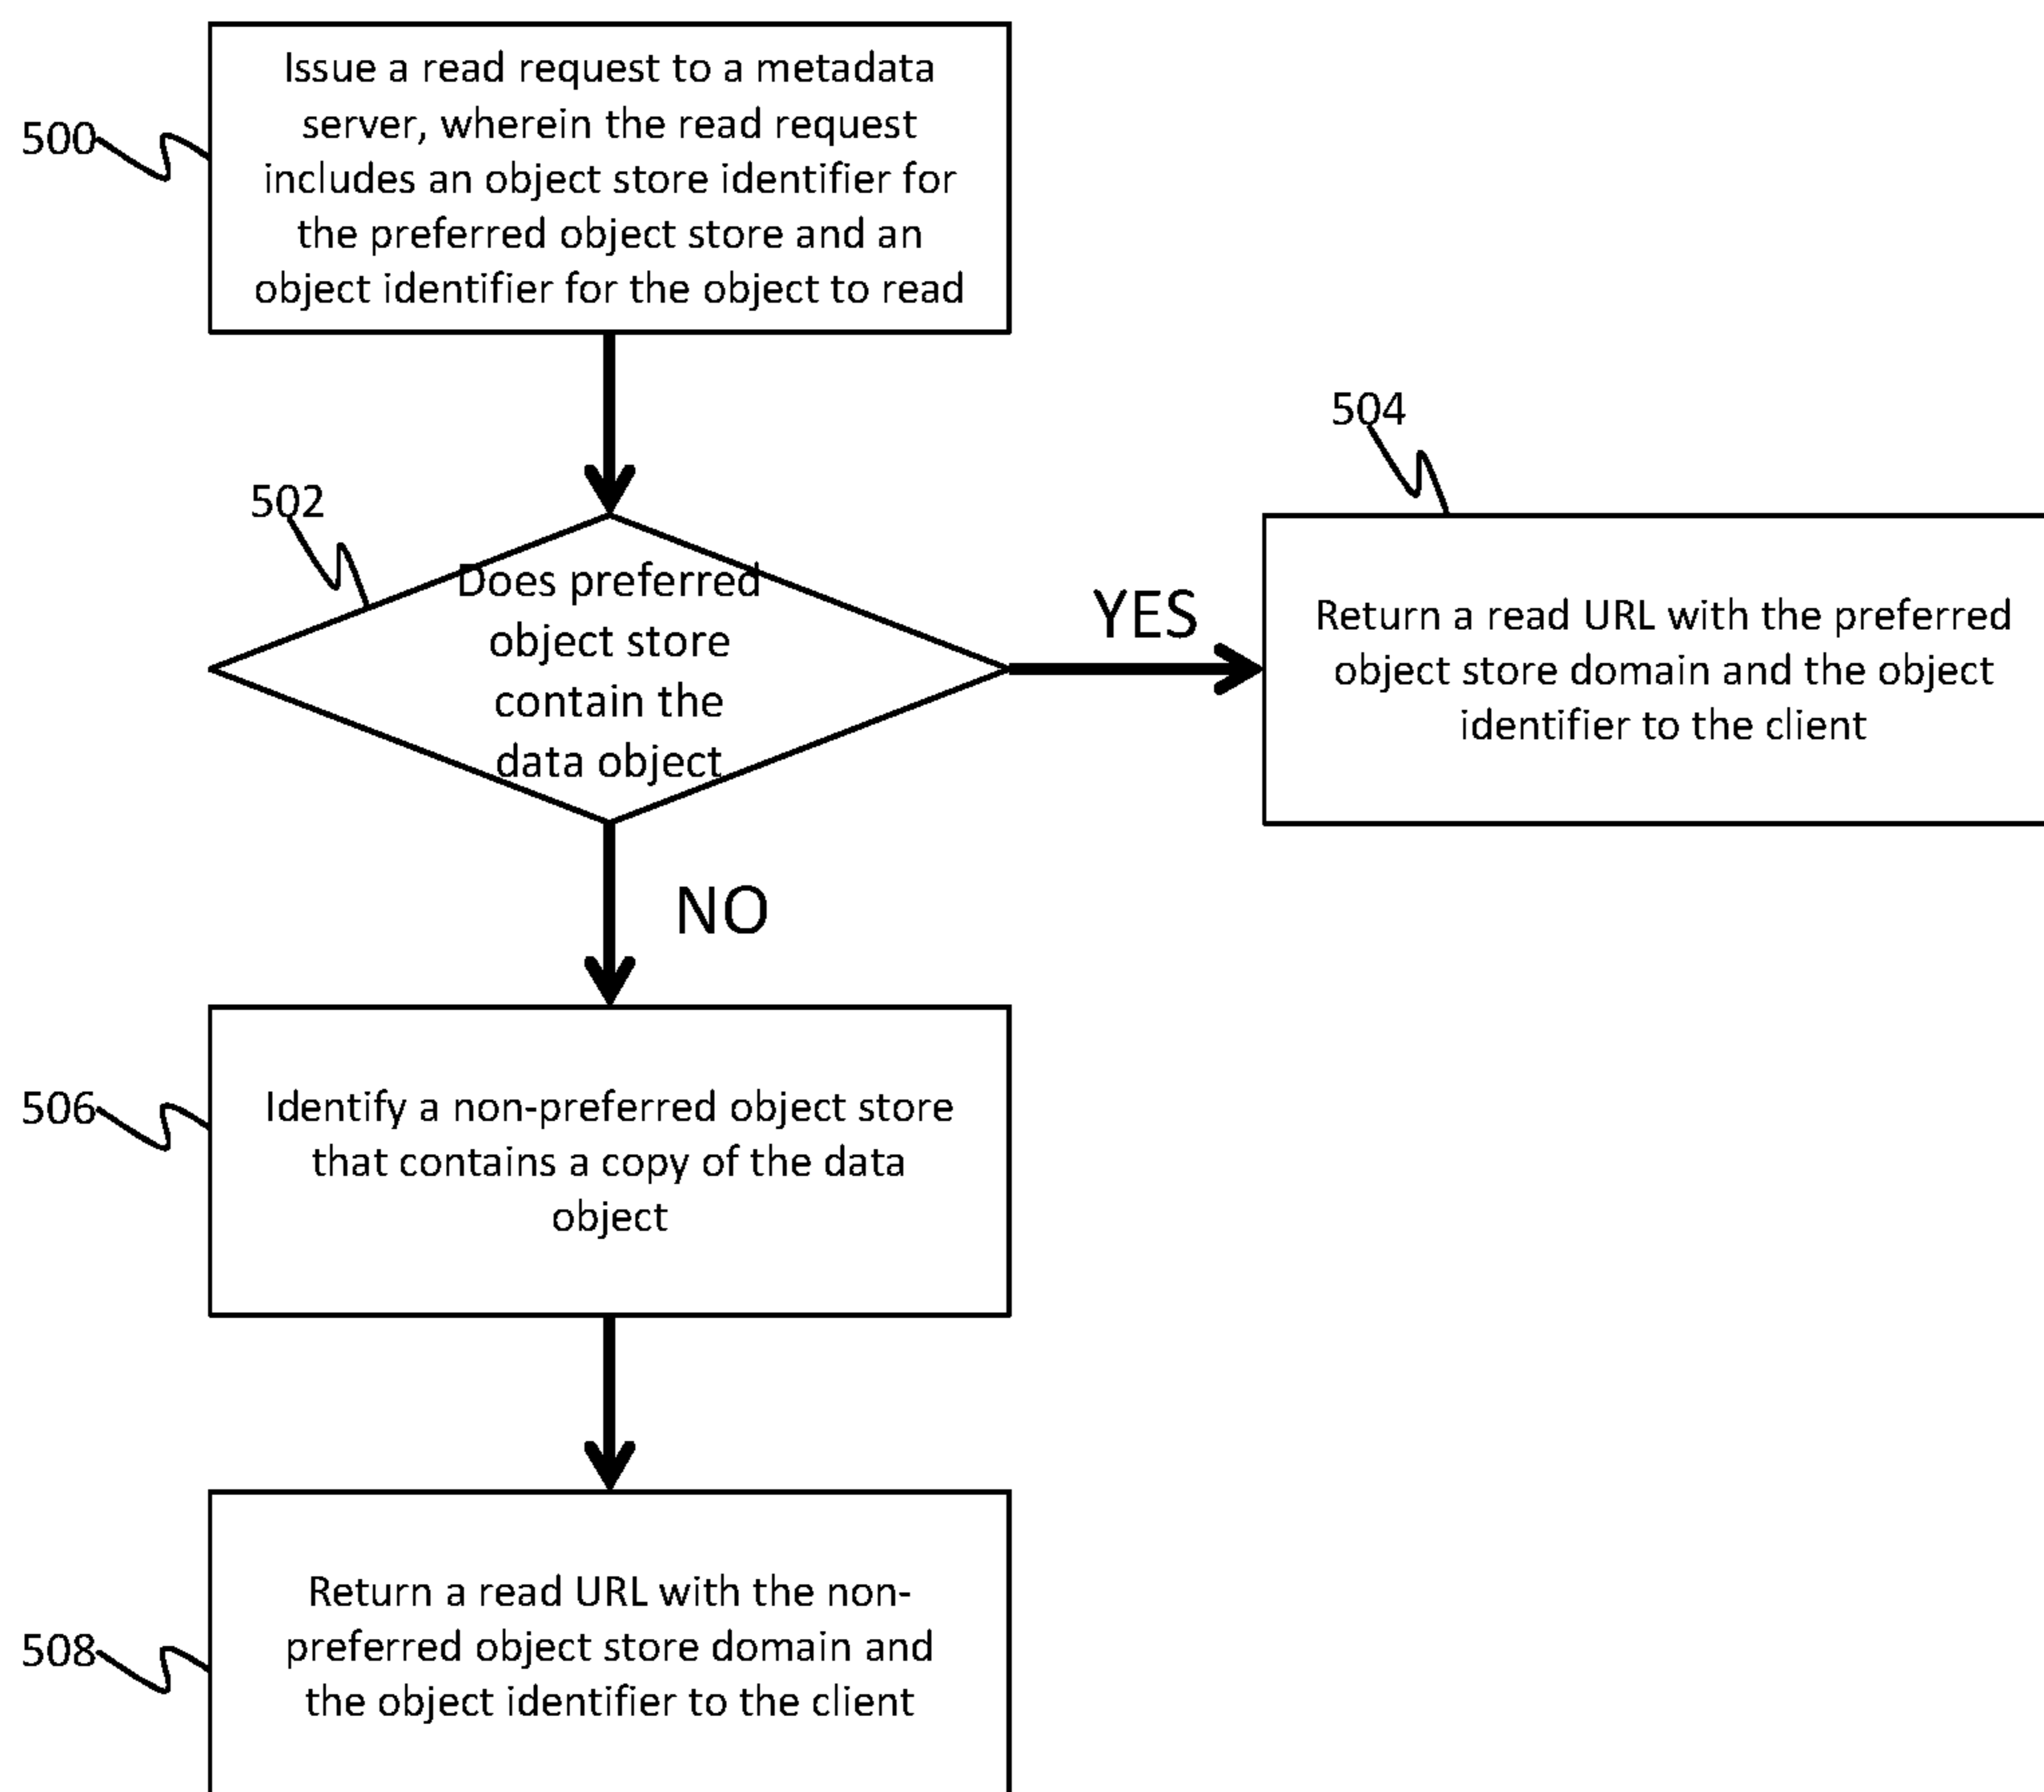 500
Issue a read request to a metadata
server, wherein the read request
includes an object store identifier for
the preferred object store and an
object identifier for the object to read
502
Does preferred
object store
contain the
data object
YES
504
Return a read URL with the preferred
object store domain and the object
identifier to the client
NO
506
Identify a non-preferred object store
that contains a copy of the data
object
508
Return a read URL with the non-
preferred object store domain and
the object identifier to the client